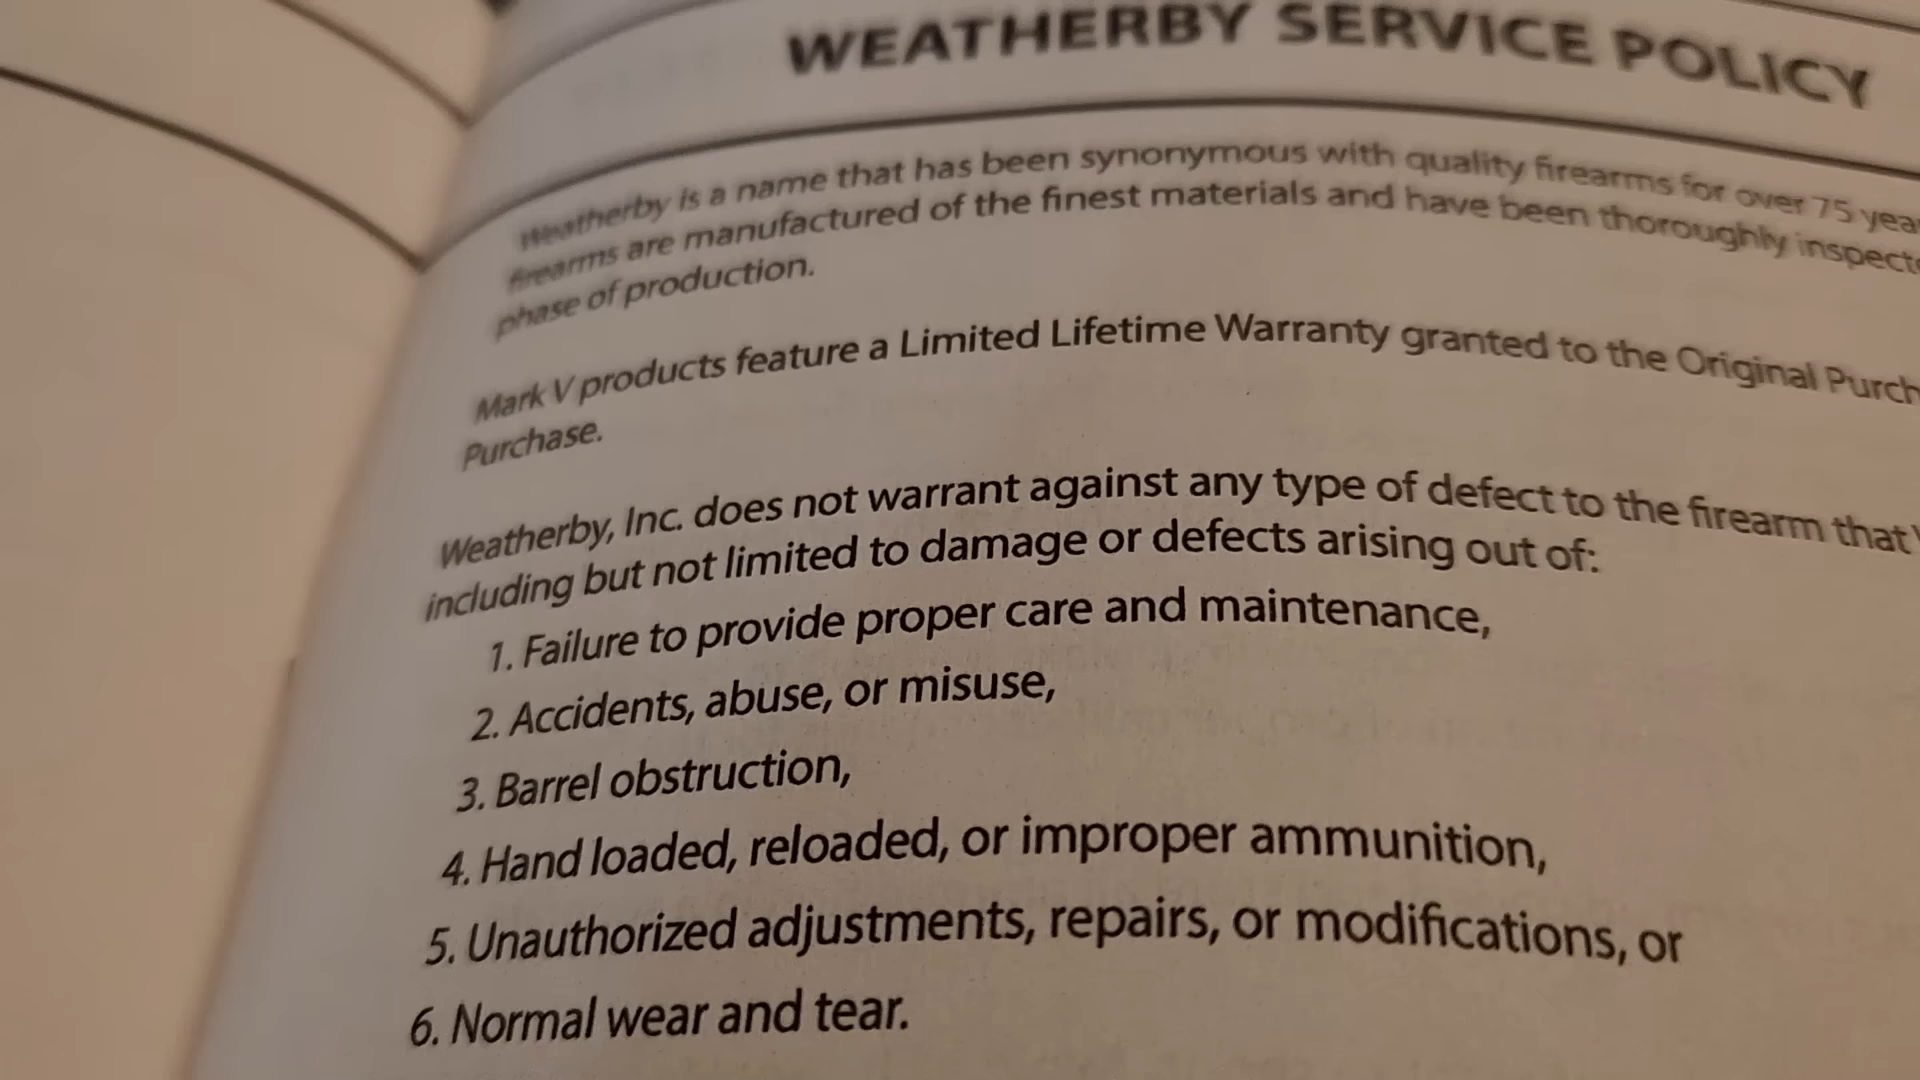 WEATHERBY SERVICE POLICY
Weatherby is a name that has been synonymous with quality firearms for over 75
firearms are manufactured of the finest materials and have been thoroughly
phase of production.
Mark V products feature a Limited Lifetime Warranty granted to the Original
Purchase.
Weatherby, Inc. does not warrant against any type of defect to the firearm that
including but not limited to damage or defects arising out of:
1. Failure to provide proper care and maintenance,
2. Accidents, abuse, or misuse,
3. Barrel obstruction,
4. Hand loaded, reloaded, or improper ammunition,
5. Unauthorized adjustments, repairs, or modifications, or
6. Normal wear and tear.